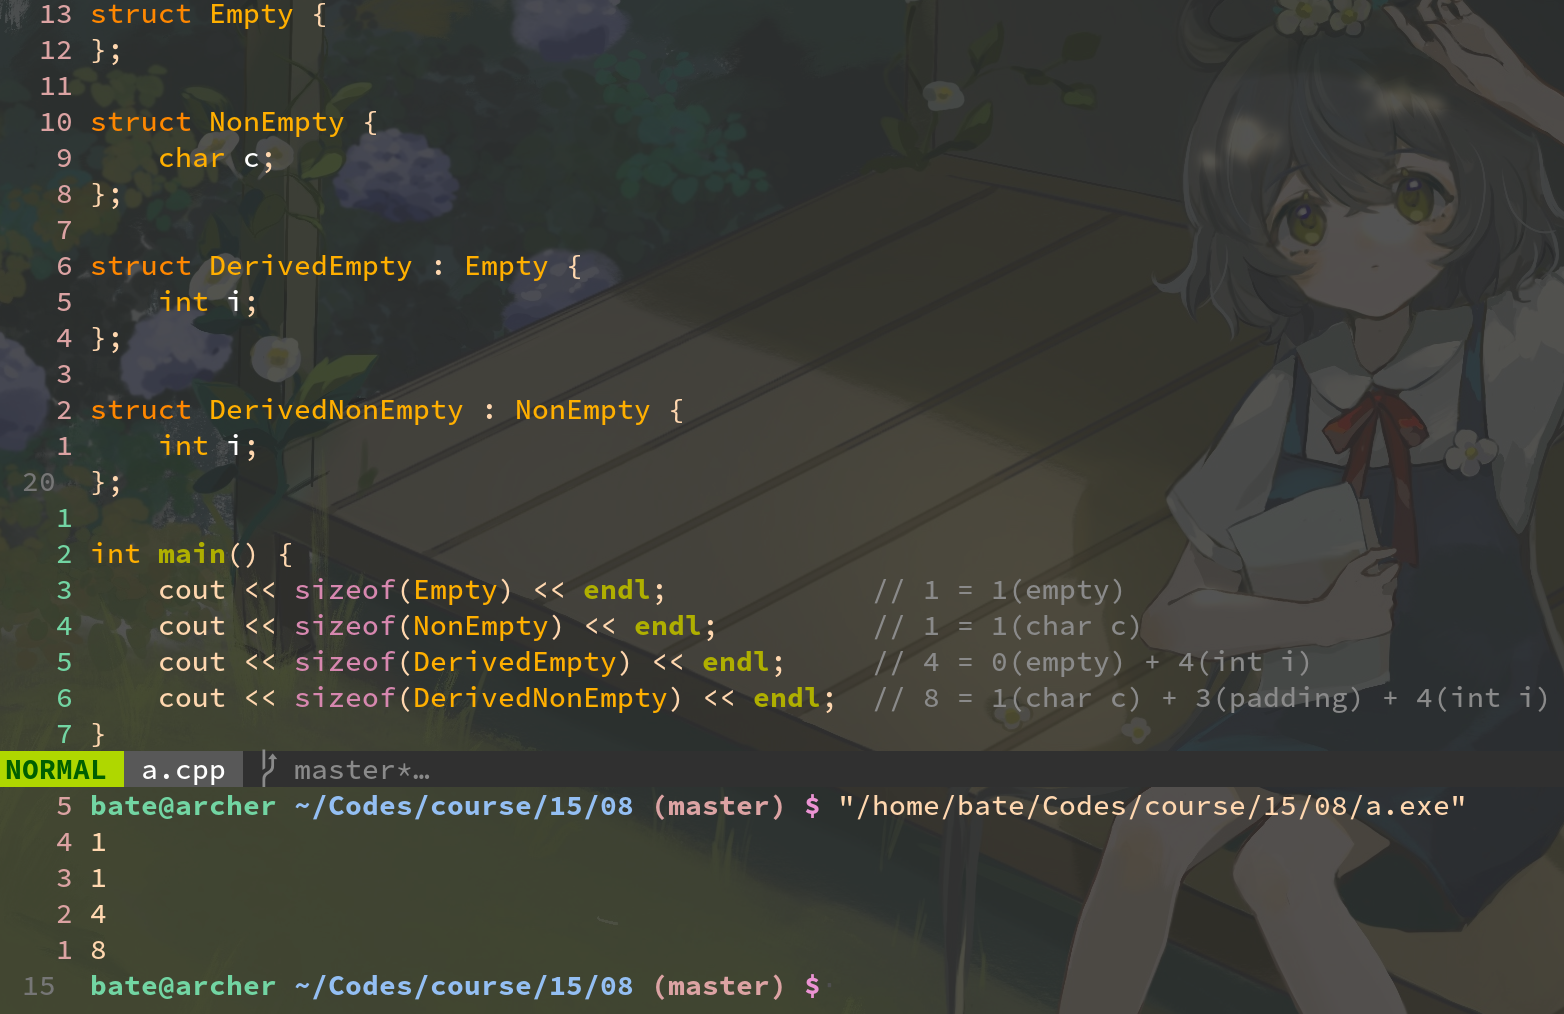 13 struct Empty {
12 };
11
10 struct NonEmpty {
9     char c;
8 };
7
6 struct DerivedEmpty : Empty {
5     int i;
4 };
3
2 struct DerivedNonEmpty : NonEmpty {
1     int i;
20 };
1
2 int main() {
3     cout << sizeof(Empty) << endl;            // 1 = 1(empty)
4     cout << sizeof(NonEmpty) << endl;         // 1 = 1(char c)
5     cout << sizeof(DerivedEmpty) << endl;     // 4 = 0(empty) + 4(int i)
6     cout << sizeof(DerivedNonEmpty) << endl;  // 8 = 1(char c) + 3(padding) + 4(int i)
7 }
NORMAL a.cpp master*…
5 bate@archer ~/Codes/course/15/08 (master) $ "/home/bate/Codes/course/15/08/a.exe"
4 1
3 1
2 4
1 8
15 bate@archer ~/Codes/course/15/08 (master) $